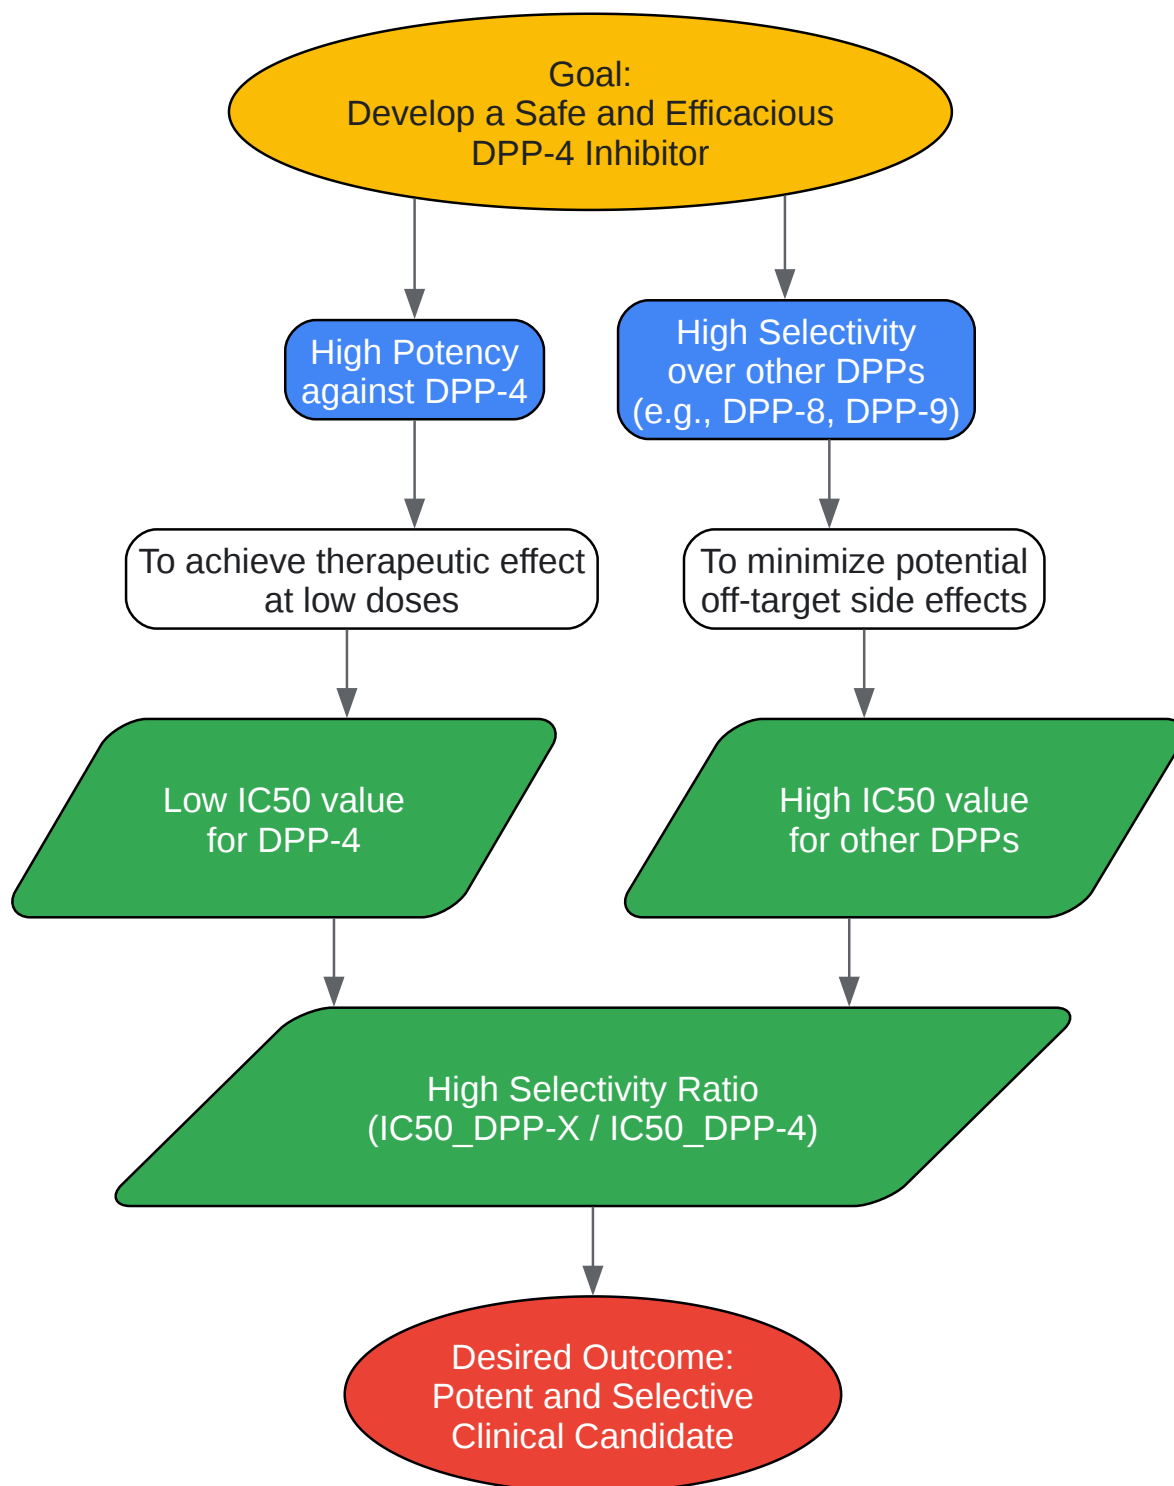 Goal:
Develop a Safe and Efficacious
DPP-4 Inhibitor
High Potency
against DPP-4
High Selectivity
over other DPPs
(e.g., DPP-8, DPP-9)
To achieve therapeutic effect
at low doses
To minimize potential
off-target side effects
Low IC50 value
for DPP-4
High IC50 value
for other DPPs
High Selectivity Ratio
(IC50_DPP-X / IC50_DPP-4)
Desired Outcome:
Potent and Selective
Clinical Candidate